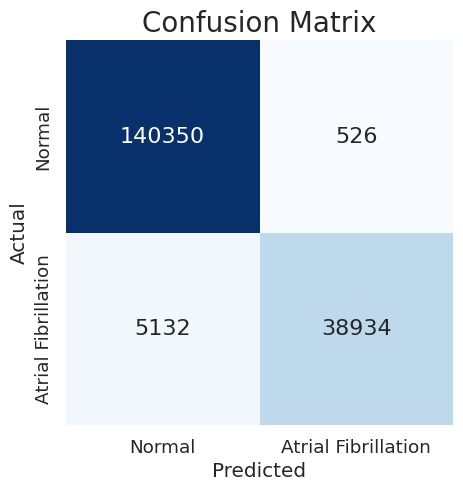 Confusion Matrix
Actual
Normal
140350
526
Atrial Fibrillation
5132
38934
Normal
Atrial Fibrillation
Predicted